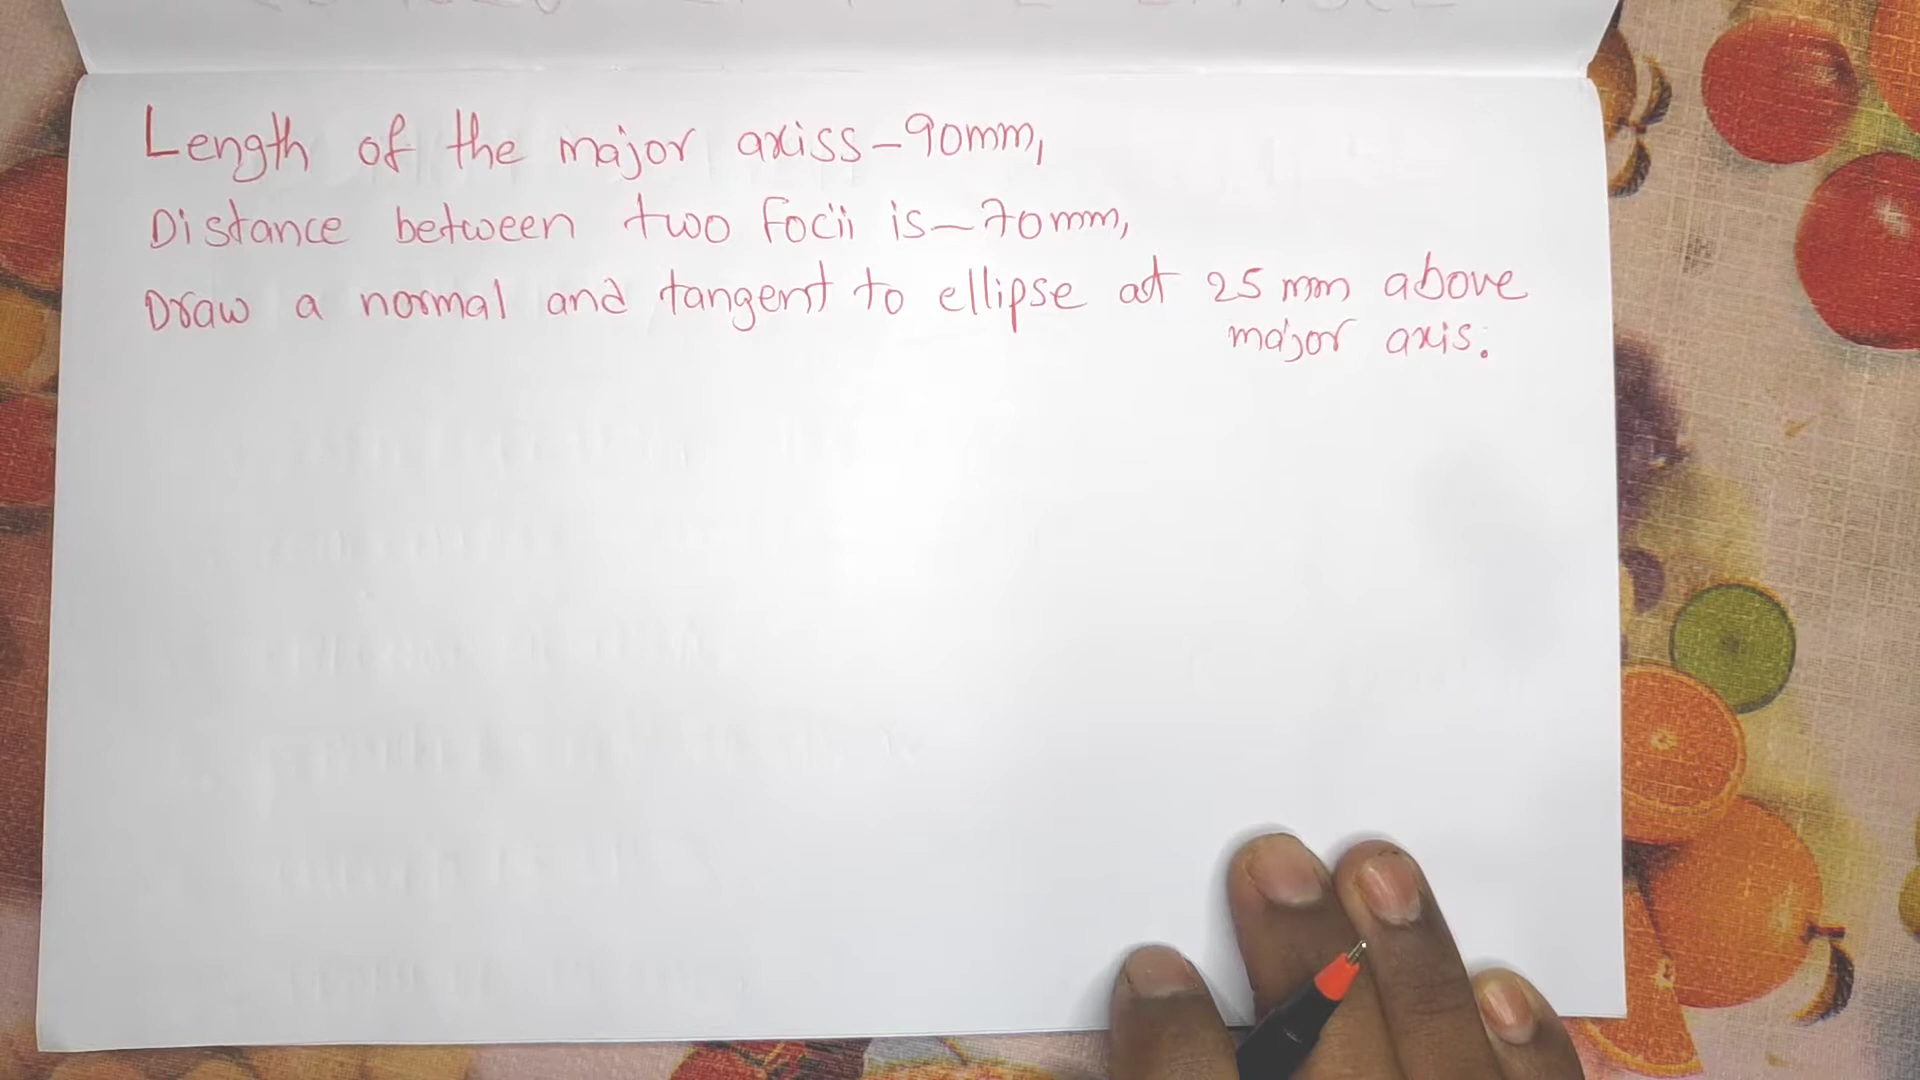 Length of the major axiss-90mm,
Distance between two Focii is-70mm,
Draw a normal and tangent to ellipse at 25 mm above
major axis.